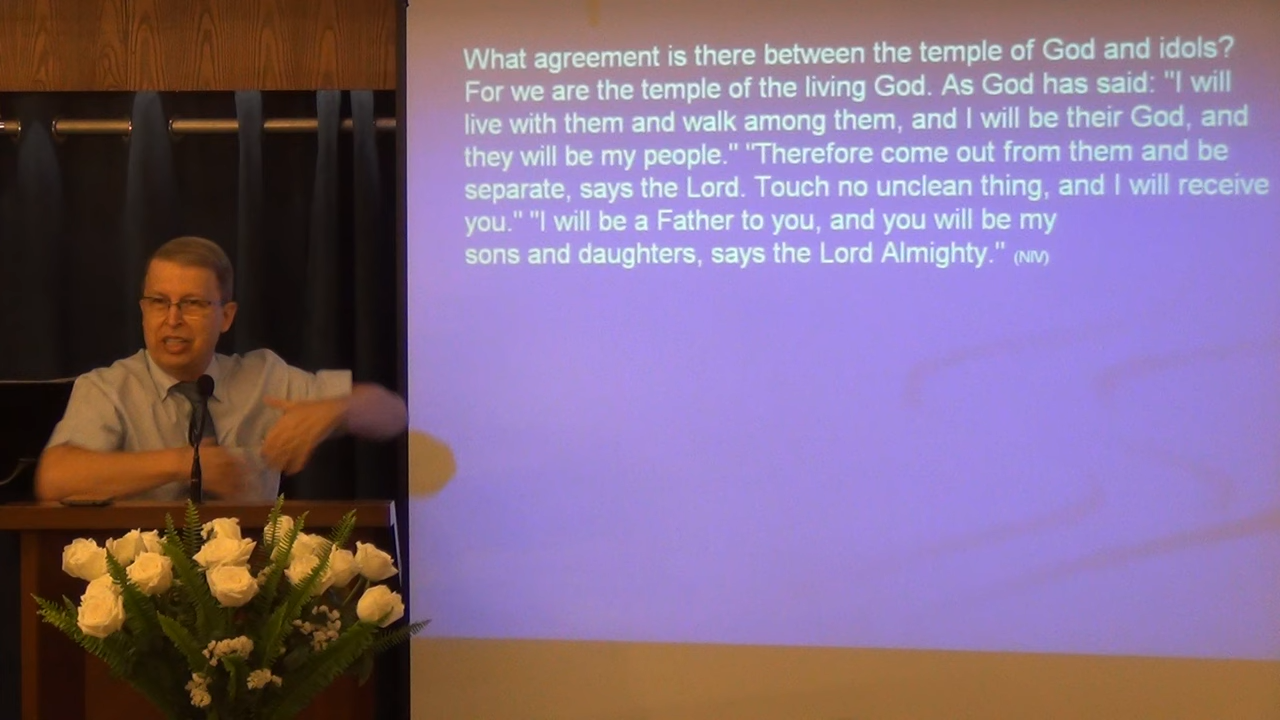 What agreement is there between the temple of God and idols?
For we are the temple of the living God. As God has said: "I will
live with them and walk among them, and I will be their God, and
they will be my people." "Therefore come out from them and be
separate, says the Lord. Touch no unclean thing, and I will receive
you." "I will be a Father to you, and you will be my
sons and daughters, says the Lord Almighty." (NIV)